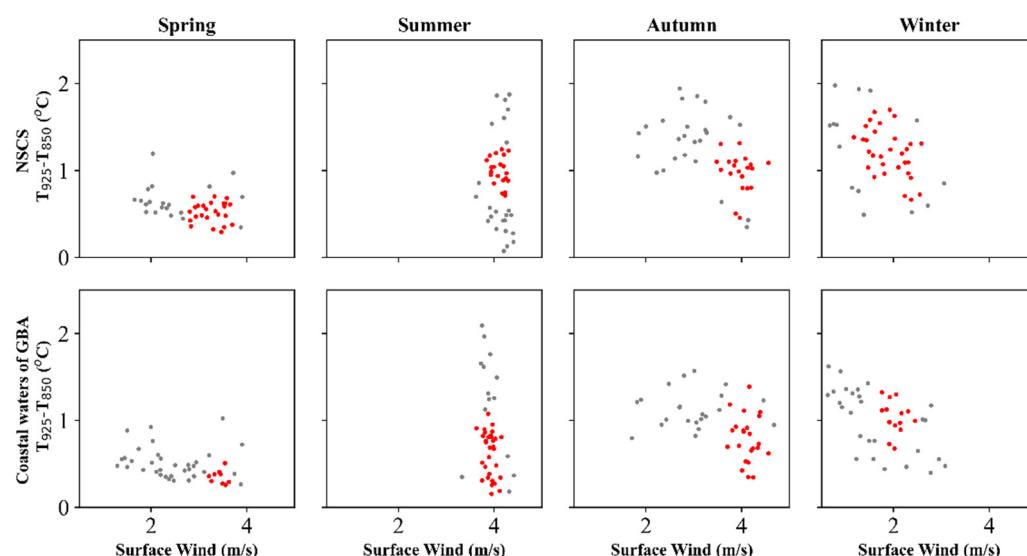 Spring Summer Autumn Winter
NSCS
T925-T850 (°C)
2
1
0
Coastal waters of GBA
T925-T850 (°C)
2
1
0
2 4 2 4 2 4 2 4
Surface Wind (m/s) Surface Wind (m/s) Surface Wind (m/s) Surface Wind (m/s)